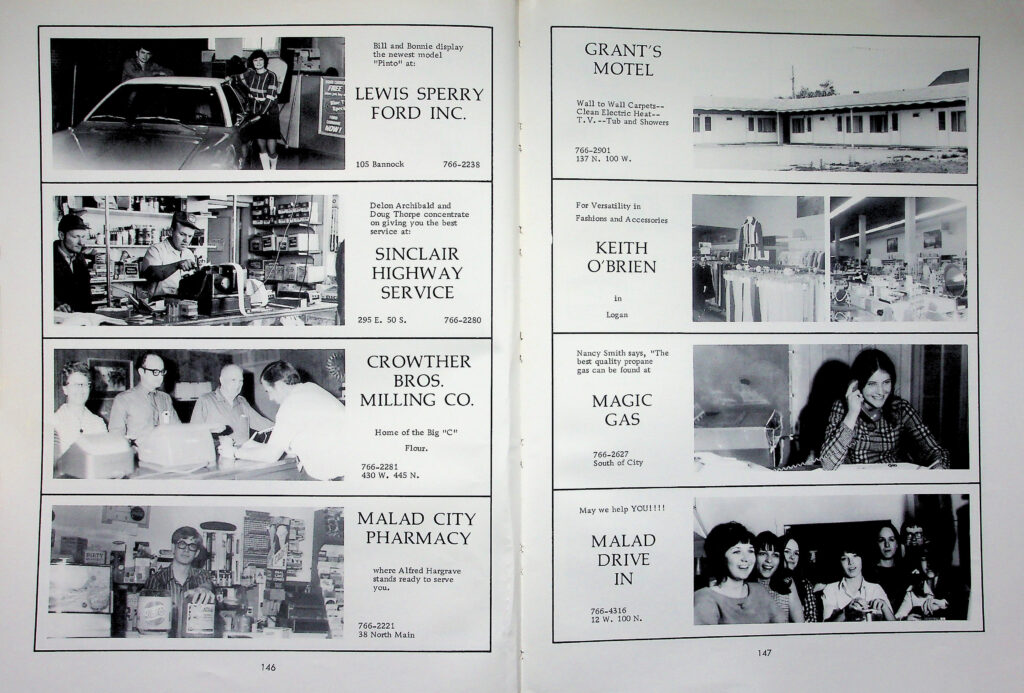 Bill and Bonnie display
the newest model
"Pinto" at:
LEWIS SPERRY
FORD INC.
105 Bannock 766-2238
FREE
NOW!
Delon Archibald and
Doug Thorpe concentrate
on giving you the best
service at:
SINCLAIR
HIGHWAY
SERVICE
295 E. 50 S. 766-2280
CROWTHER
BROS.
MILLING CO.
Home of the Big "C"
Flour.
766-2281
430 W. 445 N.
MALAD CITY
PHARMACY
where Alfred Hargrave
stands ready to serve
you.
766-2221
38 North Main
146
GRANT'S
MOTEL
Wall to Wall Carpets--
Clean Electric Heat--
T.V.--Tub and Showers
766-2901
137 N. 100 W.
For Versatility in
Fashions and Accessories
KEITH
O'BRIEN
in
Logan
Nancy Smith says, "The
best quality propane
gas can be found at
MAGIC
GAS
766-2627
South of City
May we help YOU!!!!
MALAD
DRIVE
IN
766-4316
12 W. 100 N.
147